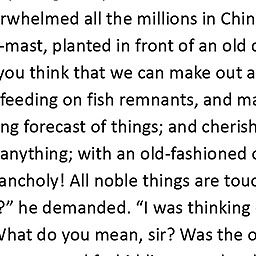 rwhelmed all the millions in Chin
-mast, planted in front of an old
you think that we can make out a
feeding on fish remnants, and ma
ng forecast of things; and cherish
anything; with an old-fashioned
ancholy! All noble things are touc
?” he demanded. “I was thinking
What do you mean, sir? Was the o